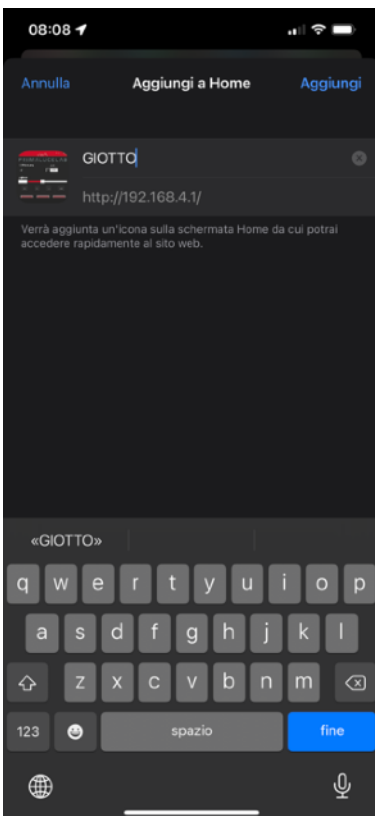 08:08
Annulla Aggiungi a Home Aggiungi
GIOTTO
http://192.168.4.1/
Verrà aggiunta un'icona sulla schermata Home da cui potrai
accedere rapidamente al sito web.
«GIOTTO»
q w e r t y u i o p
a s d f g h j k l
z x c v b n m
123 spazio fine